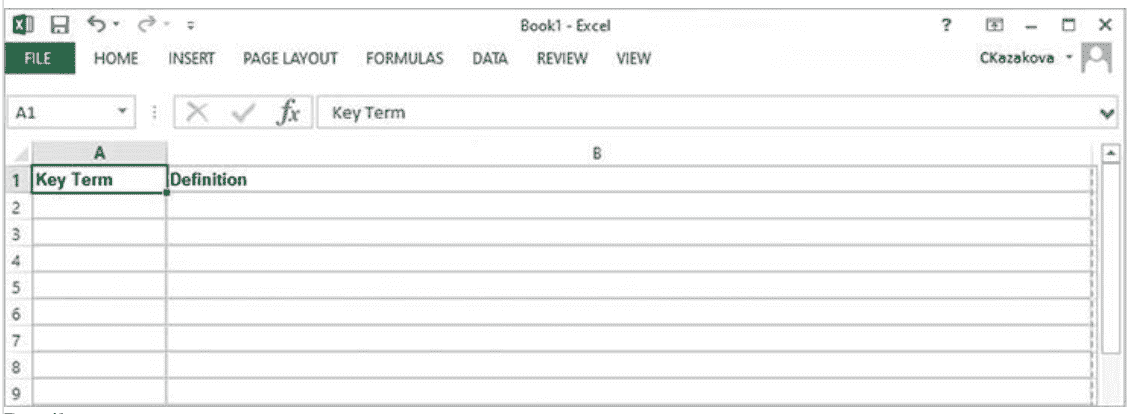 Book1 - Excel ?
FILE HOME INSERT PAGE LAYOUT FORMULAS DATA REVIEW VIEW CKazakova
A1 fx Key Term
A B
1 Key Term Definition
2
3
4
5
6
7
8
9